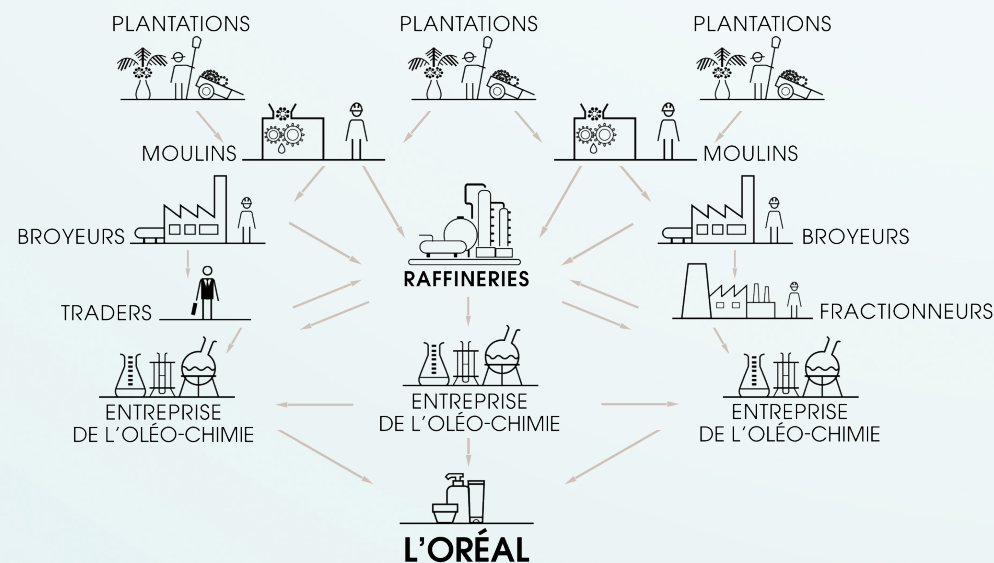 PLANTATIONS
PLANTATIONS
PLANTATIONS
MOULINS
MOULINS
BROYEURS
BROYEURS
RAFFINERIES
TRADERS
FRACTIONNEURS
ENTREPRISE
DE L'OLÉO-CHIMIE
ENTREPRISE
DE L'OLÉO-CHIMIE
ENTREPRISE
DE L'OLÉO-CHIMIE
L'ORÉAL